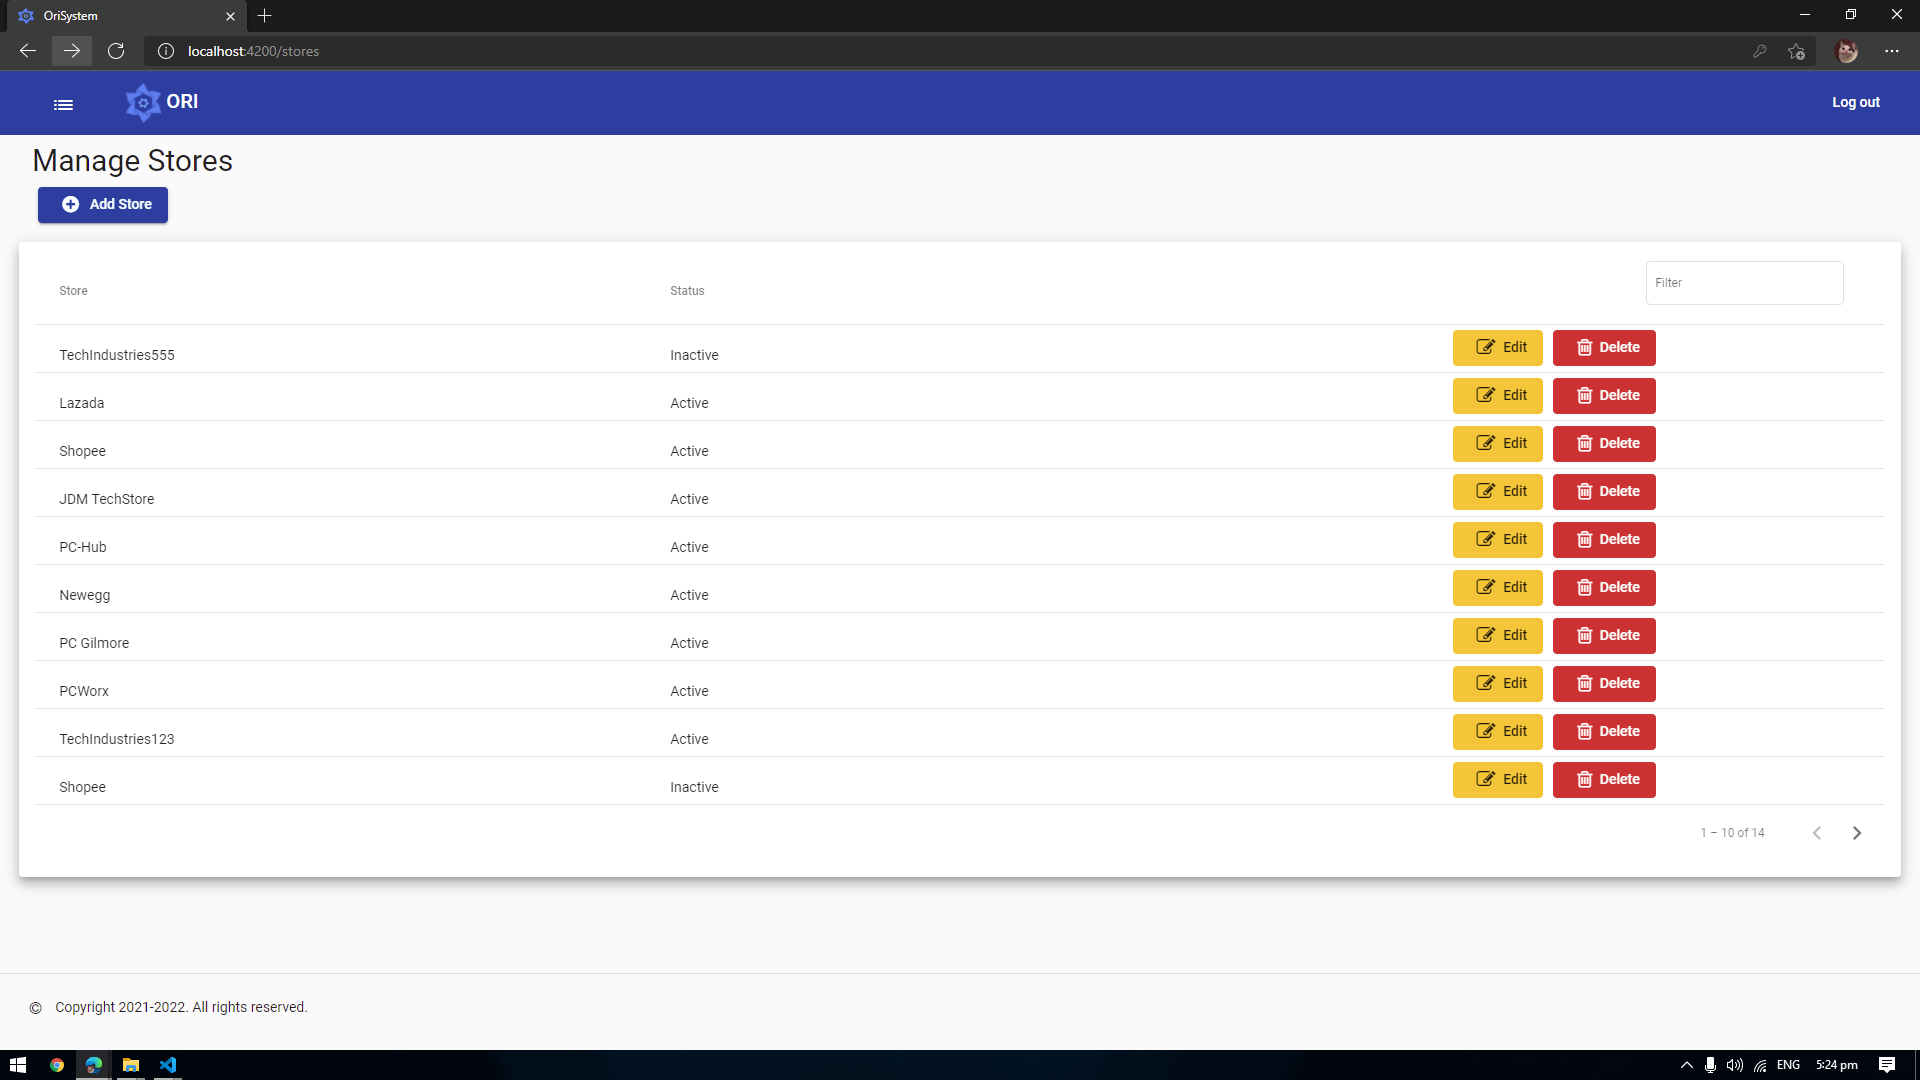 OriSystem
localhost:4200/stores
ORI
Log out
Manage Stores
Add Store
Store Status Filter
TechIndustries555 Inactive Edit Delete
Lazada Active Edit Delete
Shopee Active Edit Delete
JDM TechStore Active Edit Delete
PC-Hub Active Edit Delete
Newegg Active Edit Delete
PC Gilmore Active Edit Delete
PCWorx Active Edit Delete
TechIndustries123 Active Edit Delete
Shopee Inactive Edit Delete
1 – 10 of 14
© Copyright 2021-2022. All rights reserved.
ENG 5:24 pm